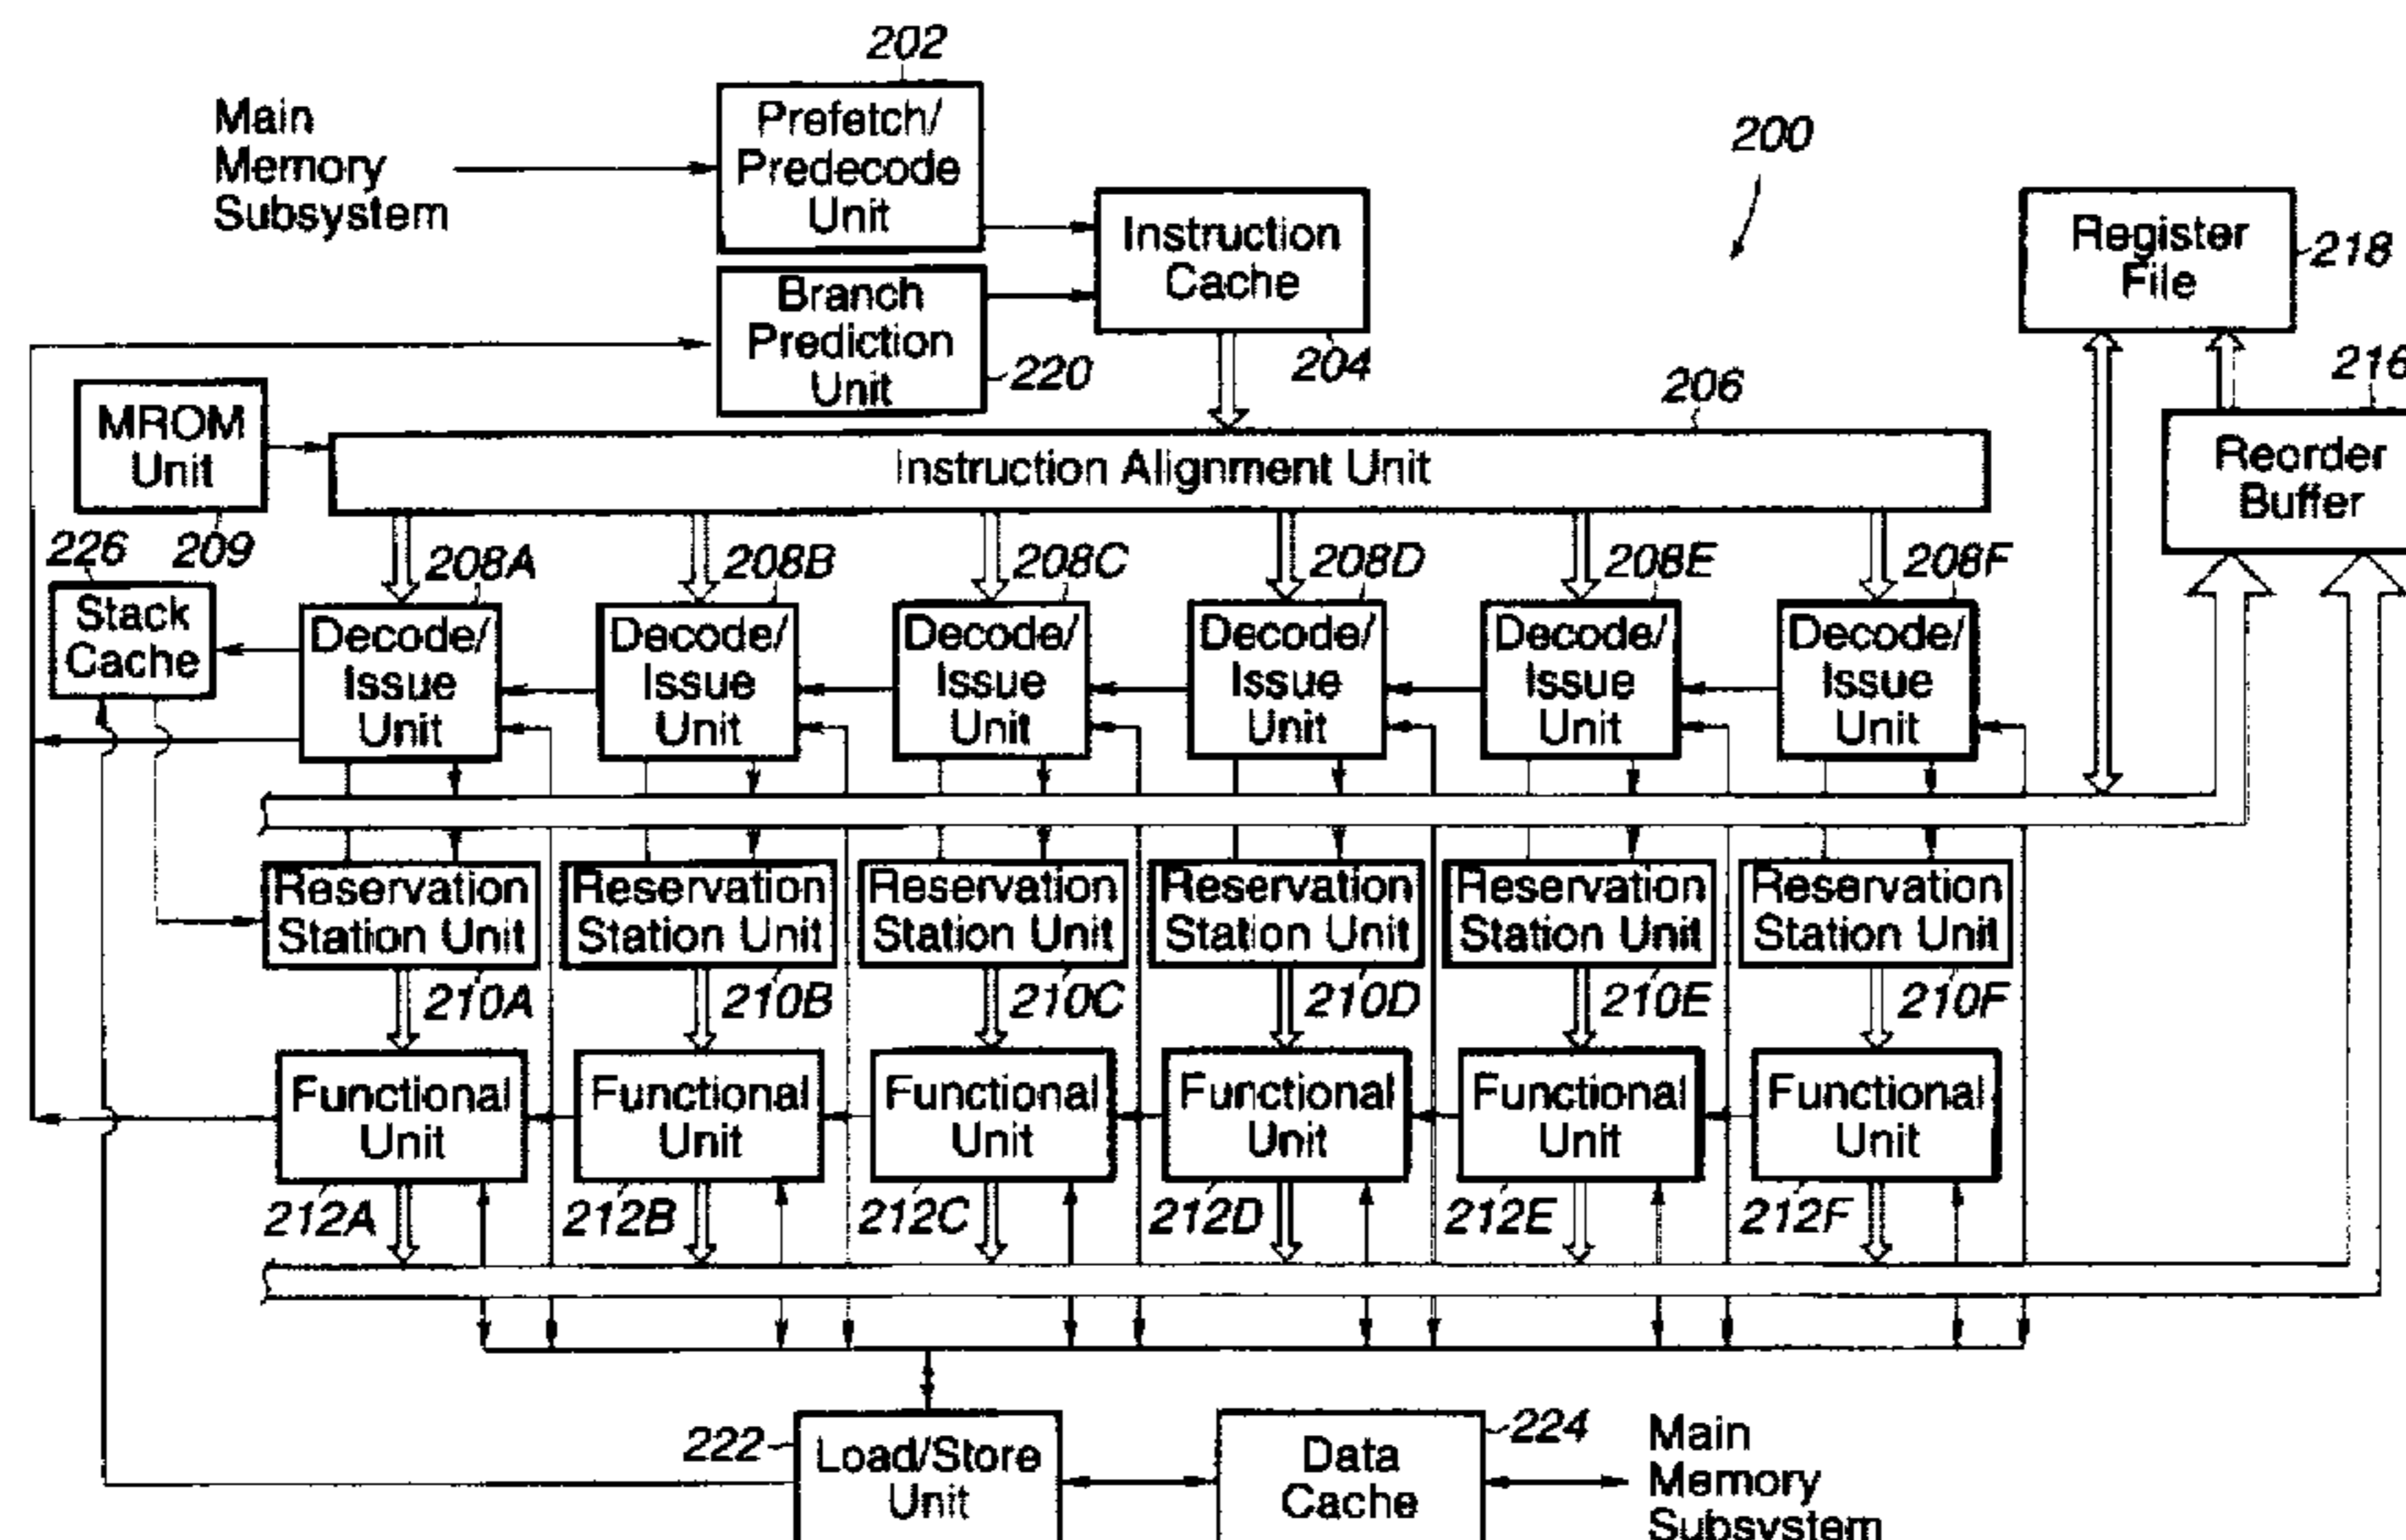 202
Main
Memory
Subsystem
Prefetch/
Predecode
Unit
200
Instruction
Cache
204
Register
File
218
Branch
Prediction
Unit
220
216
Reorder
Buffer
MROM
Unit
209
206
Instruction Alignment Unit
226
Stack
Cache
208A
208B
208C
208D
208E
208F
Decode/
Issue
Unit
Decode/
Issue
Unit
Decode/
Issue
Unit
Decode/
Issue
Unit
Decode/
Issue
Unit
Decode/
Issue
Unit
Reservation
Station Unit
Reservation
Station Unit
Reservation
Station Unit
Reservation
Station Unit
Reservation
Station Unit
Reservation
Station Unit
210A
210B
210C
210D
210E
210F
Functional
Unit
Functional
Unit
Functional
Unit
Functional
Unit
Functional
Unit
Functional
Unit
212A
212B
212C
212D
212E
212F
222
Load/Store
Unit
Data
Cache
224
Main
Memory
Subsystem